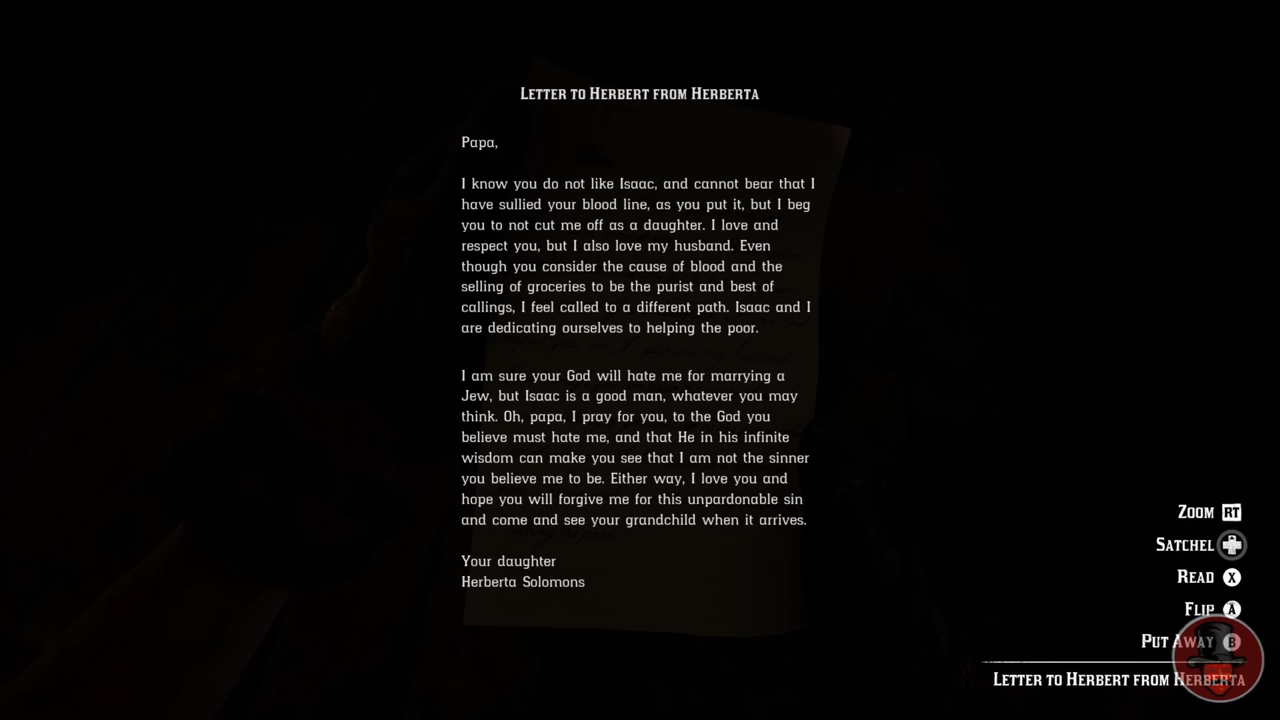 LETTER TO HERBERT FROM HERBERTA
Papa,
I know you do not like Isaac, and cannot bear that I
have sullied your blood line, as you put it, but I beg
you to not cut me off as a daughter. I love and
respect you, but I also love my husband. Even
though you consider the cause of blood and the
selling of groceries to be the purist and best of
callings, I feel called to a different path. Isaac and I
are dedicating ourselves to helping the poor.
I am sure your God will hate me for marrying a
Jew, but Isaac is a good man, whatever you may
think. Oh, papa, I pray for you, to the God you
believe must hate me, and that He in his infinite
wisdom can make you see that I am not the sinner
you believe me to be. Either way, I love you and
hope you will forgive me for this unpardonable sin
and come and see your grandchild when it arrives.
Your daughter
Herberta Solomons
ZOOM RT
SATCHEL
READ X
FLIP A
PUT AWAY B
LETTER TO HERBERT FROM HERBERTA